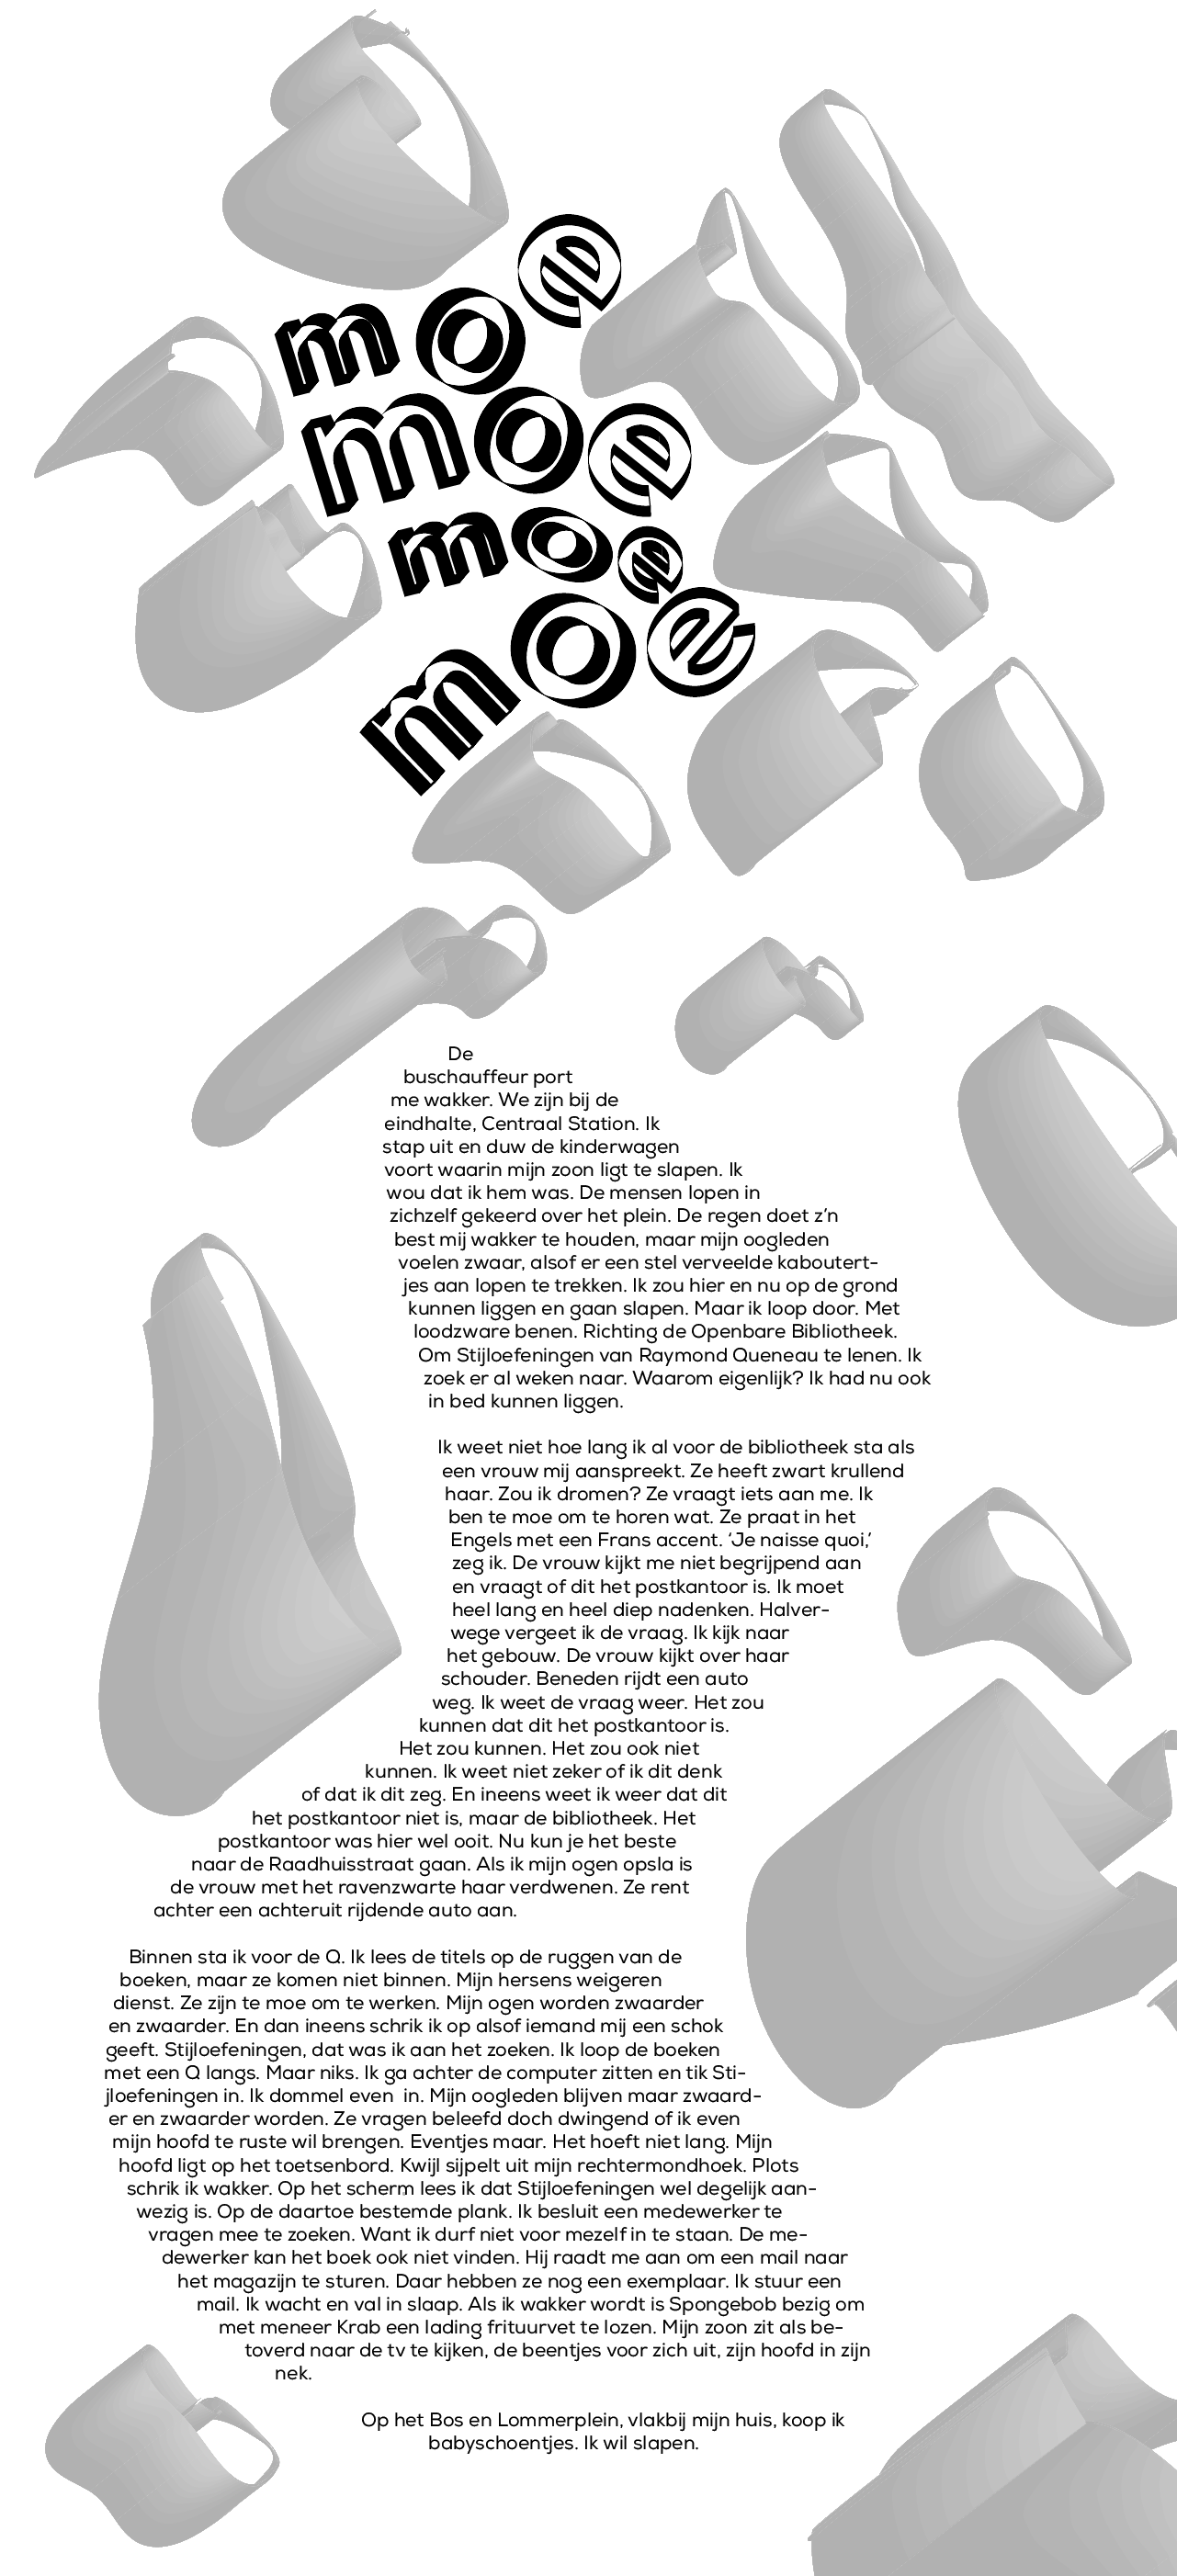 moe
moe
moe
moe
De
buschauffeur port
me wakker. We zijn bij de
eindhalte, Centraal Station. Ik
stap uit en duw de kinderwagen
voort waarin mijn zoon ligt te slapen. Ik
wou dat ik hem was. De mensen lopen in
zichzelf gekeerd over het plein. De regen doet z’n
best mij wakker te houden, maar mijn oogleden
voelen zwaar, alsof er een stel verveelde kaboutert-
jes aan lopen te trekken. Ik zou hier en nu op de grond
kunnen liggen en gaan slapen. Maar ik loop door. Met
loodzware benen. Richting de Openbare Bibliotheek.
Om Stijloefeningen van Raymond Queneau te lenen. Ik
zoek er al weken naar. Waarom eigenlijk? Ik had nu ook
in bed kunnen liggen.
Ik weet niet hoe lang ik al voor de bibliotheek sta als
een vrouw mij aanspreekt. Ze heeft zwart krullend
haar. Zou ik dromen? Ze vraagt iets aan me. Ik
ben te moe om te horen wat. Ze praat in het
Engels met een Frans accent. ‘Je naisse quoi,’
zeg ik. De vrouw kijkt me niet begrijpend aan
en vraagt of dit het postkantoor is. Ik moet
heel lang en heel diep nadenken. Halver-
wege vergeet ik de vraag. Ik kijk naar
het gebouw. De vrouw kijkt over haar
schouder. Beneden rijdt een auto
weg. Ik weet de vraag weer. Het zou
kunnen dat dit het postkantoor is.
Het zou kunnen. Het zou ook niet
kunnen. Ik weet niet zeker of ik dit denk
of dat ik dit zeg. En ineens weet ik weer dat dit
het postkantoor niet is, maar de bibliotheek. Het
postkantoor was hier wel ooit. Nu kun je het beste
naar de Raadhuisstraat gaan. Als ik mijn ogen opsla is
de vrouw met het ravenzwarte haar verdwenen. Ze rent
achter een achteruit rijdende auto aan.
Binnen sta ik voor de Q. Ik lees de titels op de ruggen van de
boeken, maar ze komen niet binnen. Mijn hersens weigeren
dienst. Ze zijn te moe om te werken. Mijn ogen worden zwaarder
en zwaarder. En dan ineens schrik ik op alsof iemand mij een schok
geeft. Stijloefeningen, dat was ik aan het zoeken. Ik loop de boeken
met een Q langs. Maar niks. Ik ga achter de computer zitten en tik Sti-
jloefeningen in. Ik dommel even in. Mijn oogleden blijven maar zwaard-
er en zwaarder worden. Ze vragen beleefd doch dwingend of ik even
mijn hoofd te ruste wil brengen. Eventjes maar. Het hoeft niet lang. Mijn
hoofd ligt op het toetsenbord. Kwijl sijpelt uit mijn rechtermondhoek. Plots
schrik ik wakker. Op het scherm lees ik dat Stijloefeningen wel degelijk aan-
wezig is. Op de daartoe bestemde plank. Ik besluit een medewerker te
vragen mee te zoeken. Want ik durf niet voor mezelf in te staan. De me-
dewerker kan het boek ook niet vinden. Hij raadt me aan om een mail naar
het magazijn te sturen. Daar hebben ze nog een exemplaar. Ik stuur een
mail. Ik wacht en val in slaap. Als ik wakker wordt is Spongebob bezig om
met meneer Krab een lading frituurvet te lozen. Mijn zoon zit als be-
toverd naar de tv te kijken, de beentjes voor zich uit, zijn hoofd in zijn
nek.
Op het Bos en Lommerplein, vlakbij mijn huis, koop ik
babyschoentjes. Ik wil slapen.